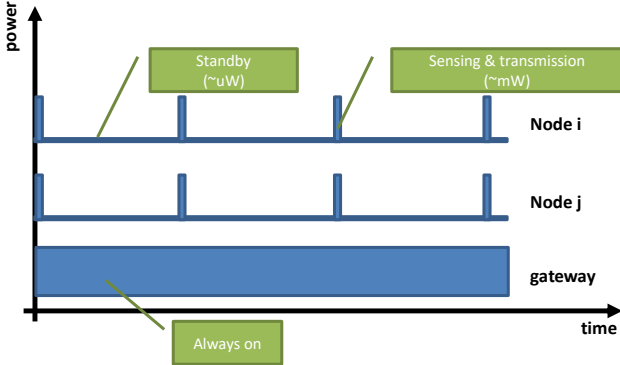 power
Standby
(~uW)
Sensing & transmission
(~mW)
Node i
Node j
gateway
time
Always on